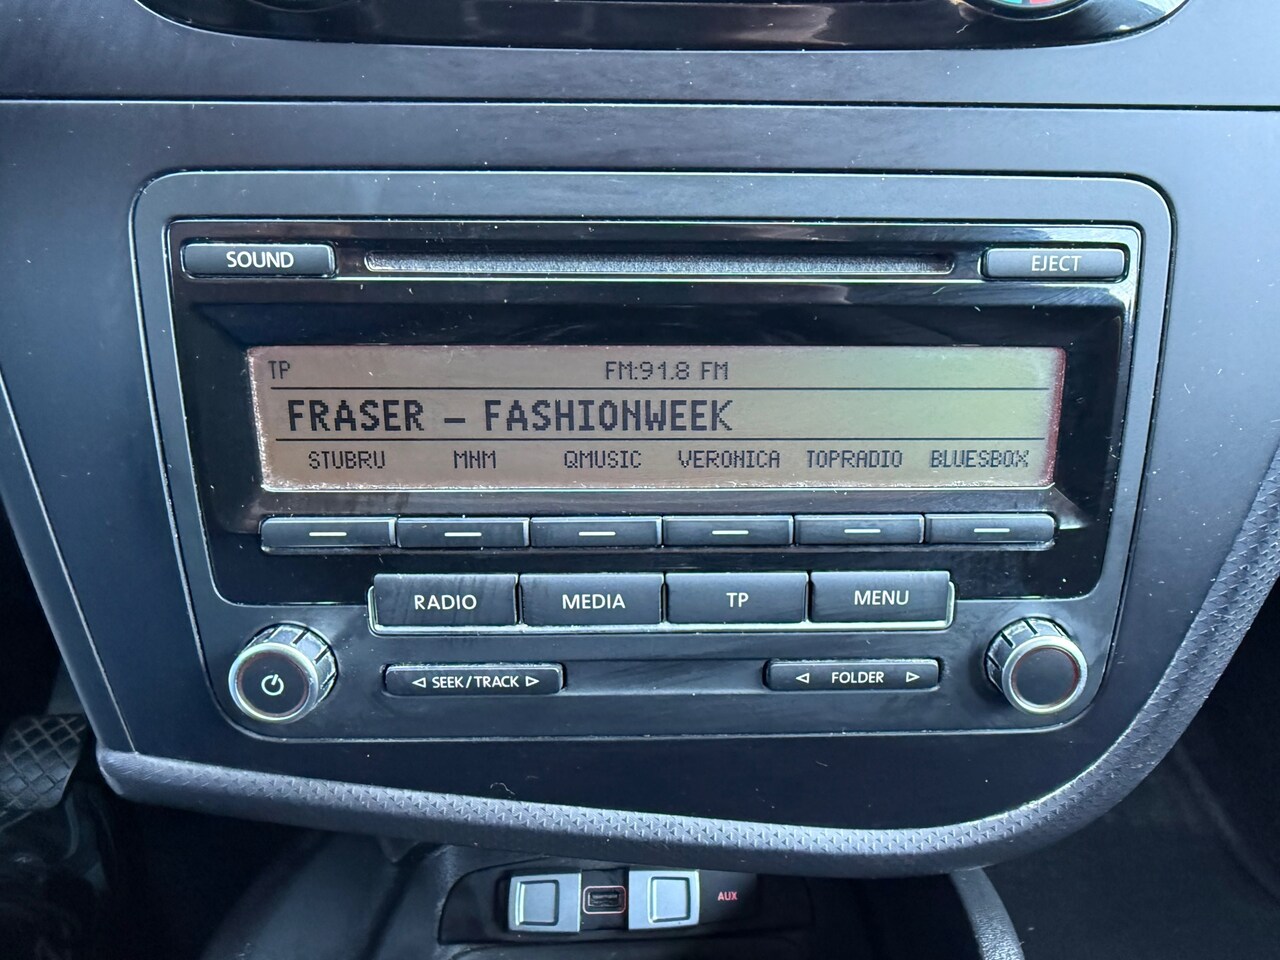 SOUND
EJECT
TP FM:91.8 FM
FRASER - FASHIONWEEK
STUBRU MNM QMUSIC VERONICA TOPRADIO BLUESBOX
RADIO MEDIA TP MENU
◁ SEEK/TRACK ▷ ◁ FOLDER ▷
AUX